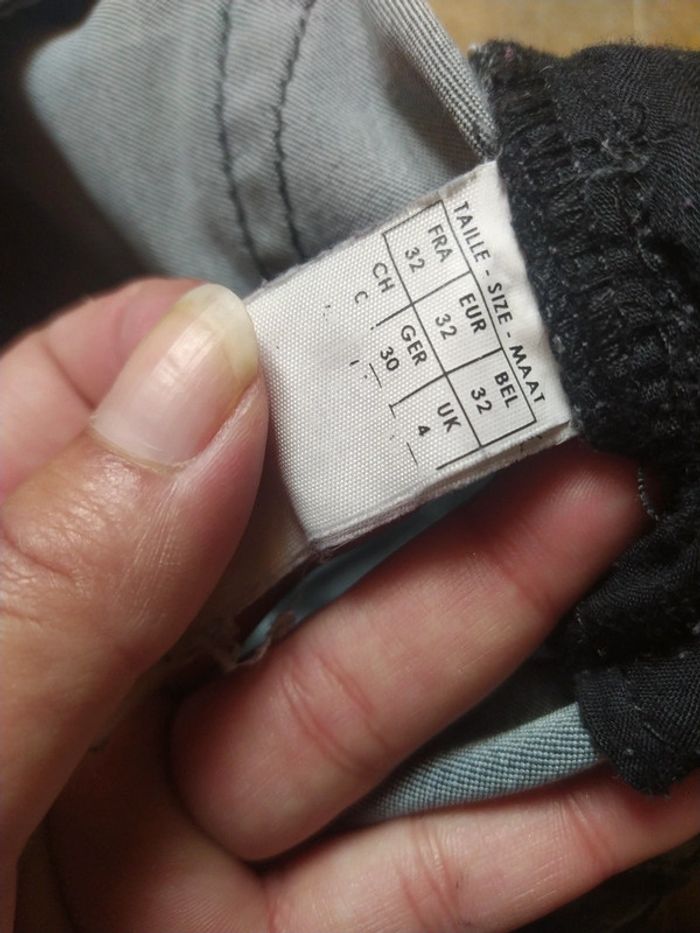 TAILLE - SIZE - MAAT
FRA EUR BEL
32 32 32
CH GER UK
30 4